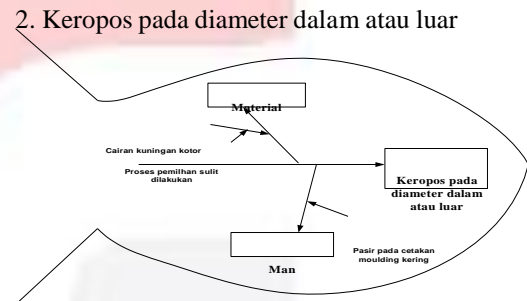 2. Keropos pada diameter dalam atau luar
Material
Cairan kuningan kotor
Proses pemilhan sulit
dilakukan
Keropos pada
diameter dalam
atau luar
Pasir pada cetakan
moulding kering
Man